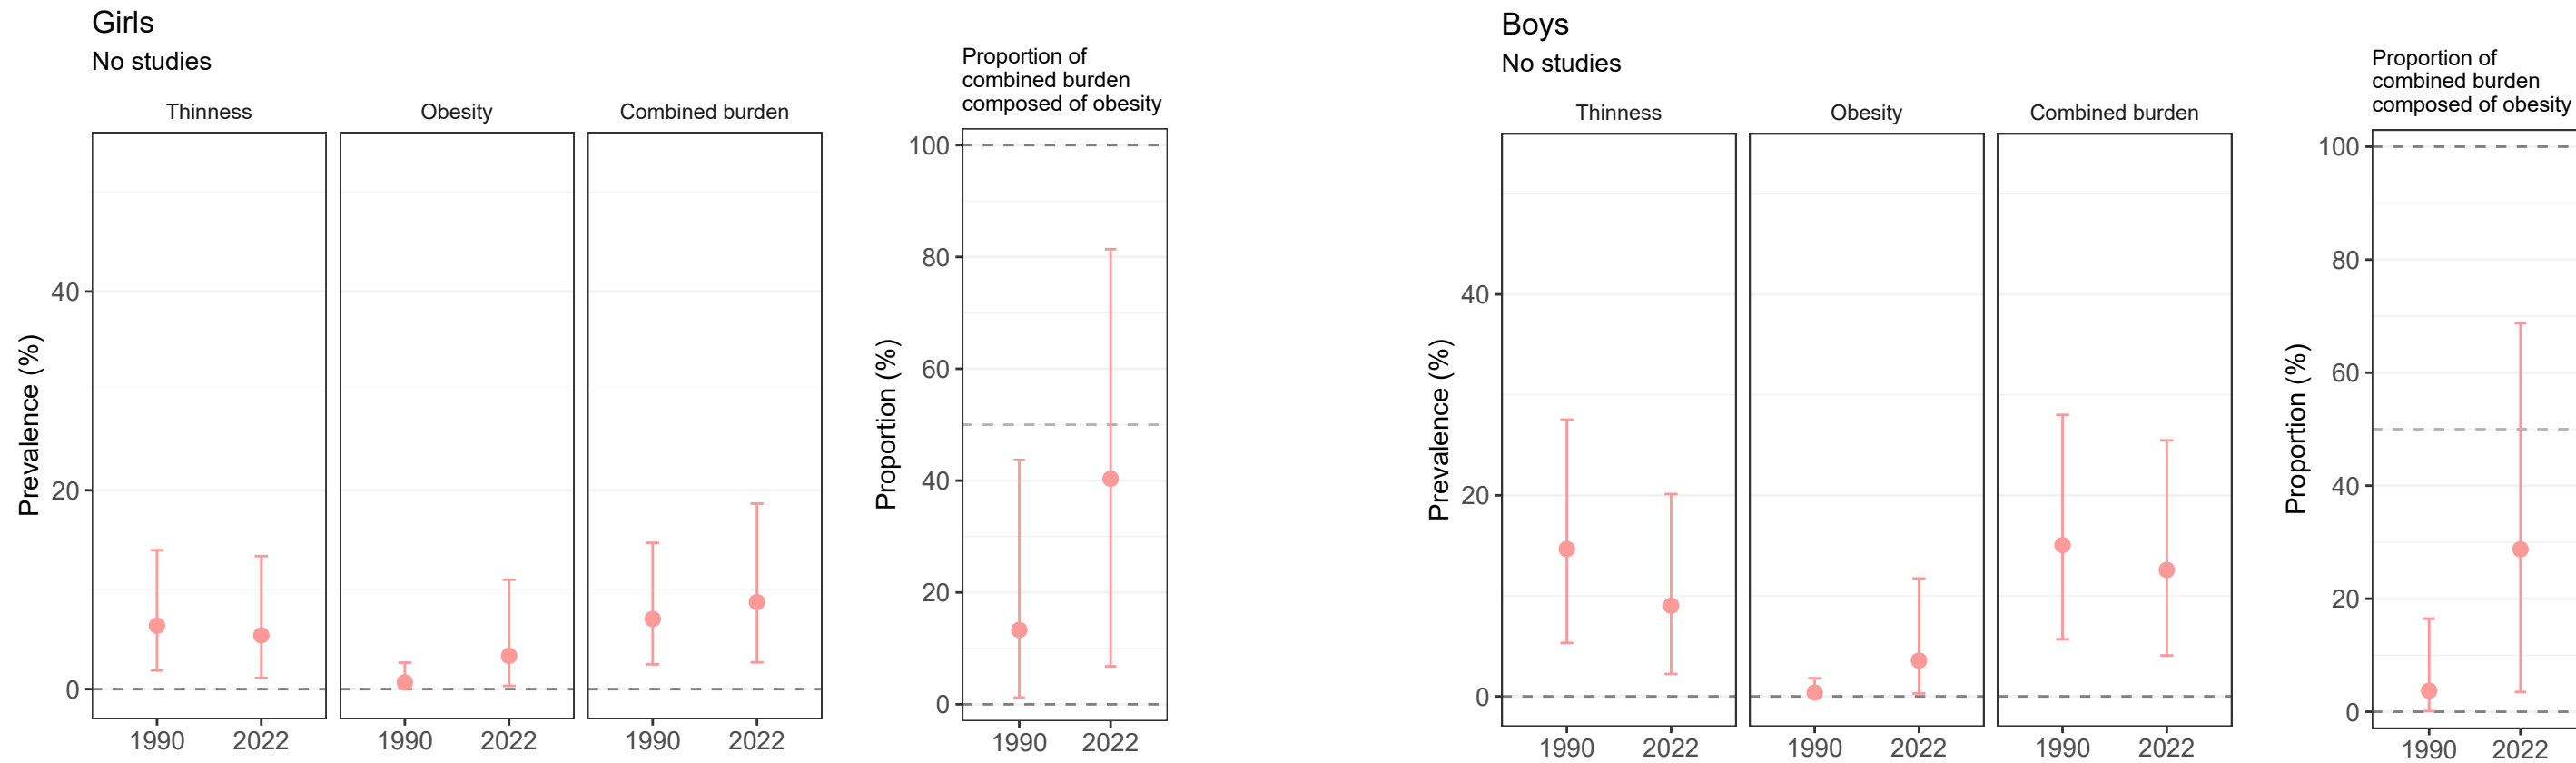 Girls
No studies
Thinness
Obesity
Combined burden
Prevalence (%)
40
20
0
1990 2022
1990 2022
1990 2022
Proportion of
combined burden
composed of obesity
Proportion (%)
100
80
60
40
20
0
1990 2022
Boys
No studies
Thinness
Obesity
Combined burden
Prevalence (%)
40
20
0
1990 2022
1990 2022
1990 2022
Proportion of
combined burden
composed of obesity
Proportion (%)
100
80
60
40
20
0
1990 2022